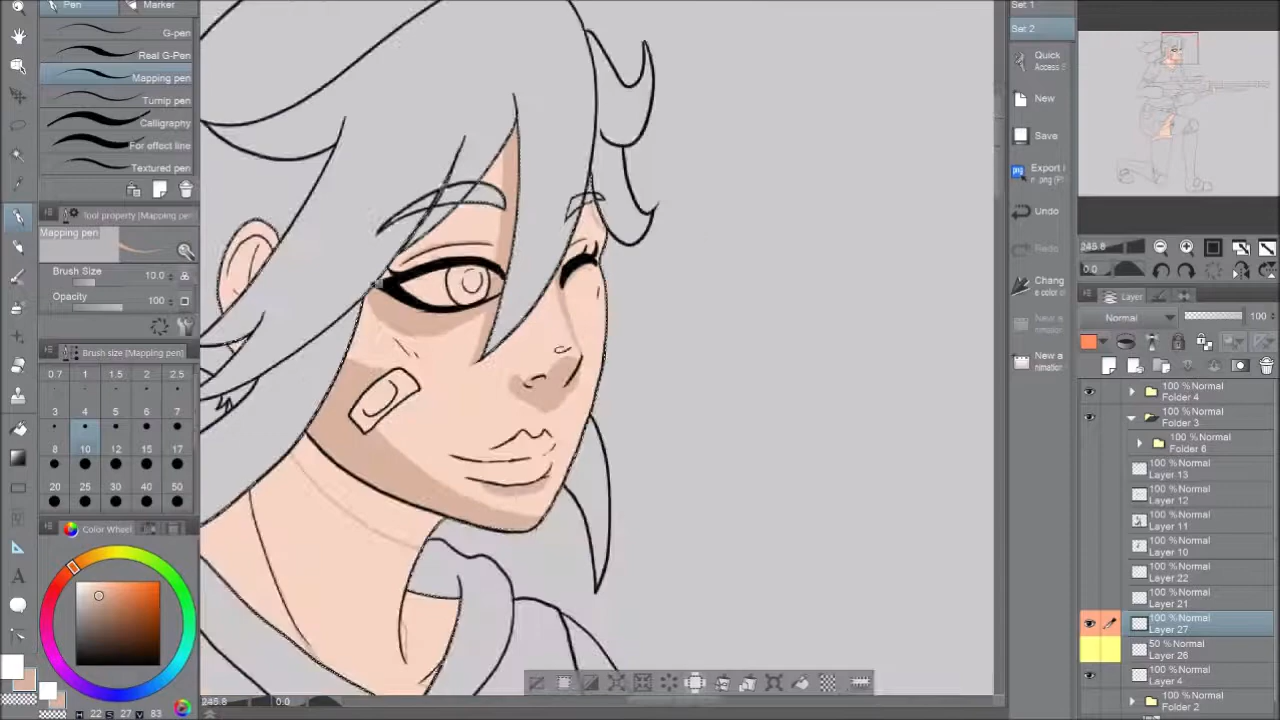 Pen
Marker
G-pen
Real G-Pen
Mapping pen
Turnip pen
Calligraphy
For effect line
Textured pen
Tool property [Mapping pen
Mapping pen
Brush Size
10.0
Opacity
100
Brush size [Mapping pen]
0.7 1 1.5 2 2.5
3 4 5 6 7
8 10 12 15 17
20 25 30 40 50
Color Wheel
H 22 S 27 V 83
245.8
0.0
Set 1
Set 2
Quick
Access S
New
Save
Export i
n .png (P
Undo
Redo
Chang
e color o
New a
nimation
New a
nimation
245.8
0.0
Layer
Normal
100
100 % Normal
Folder 4
100 % Normal
Folder 3
100 % Normal
Folder 6
100 % Normal
Layer 13
100 % Normal
Layer 12
100 % Normal
Layer 11
100 % Normal
Layer 10
100 % Normal
Layer 22
100 % Normal
Layer 21
100 % Normal
Layer 27
50 % Normal
Layer 26
100 % Normal
Layer 4
100 % Normal
Folder 2